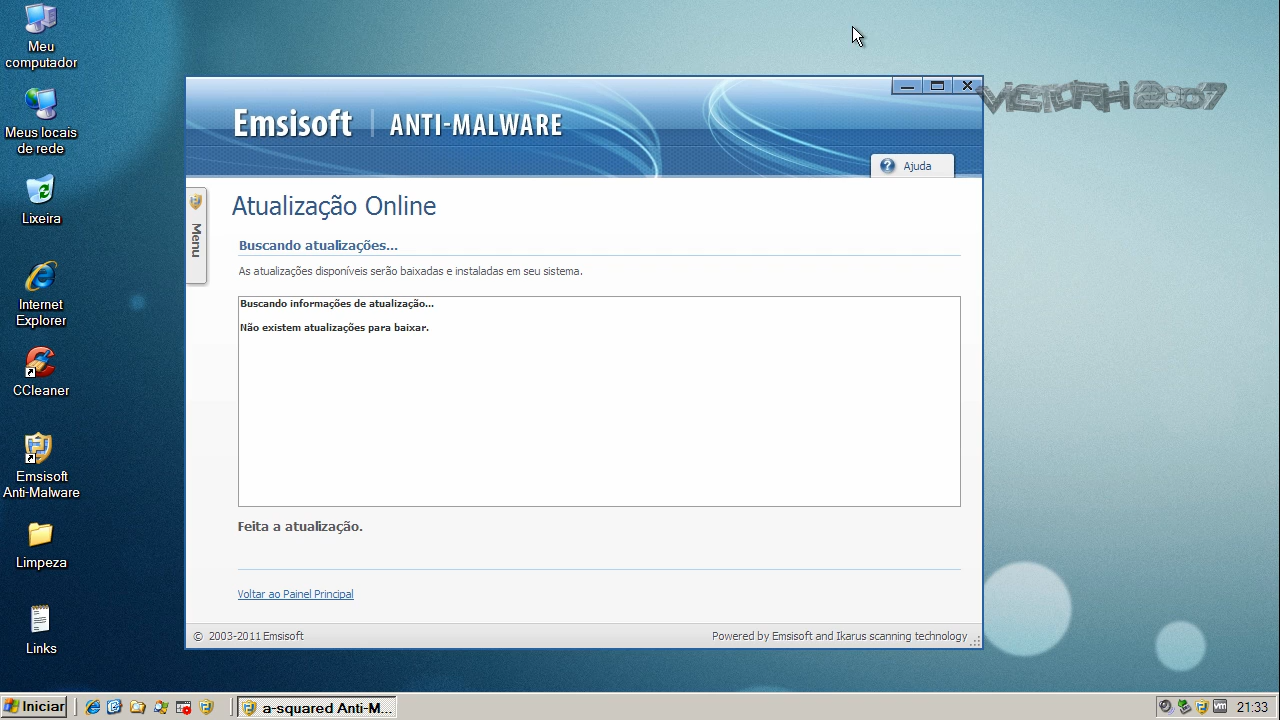 Meu
computador
Meus locais
de rede
Lixeira
Internet
Explorer
CCleaner
Emsisoft
Anti-Malware
Limpeza
Links
VICTORH 2007
Emsisoft | ANTI-MALWARE
Ajuda
Menu
Atualização Online
Buscando atualizações...
As atualizações disponíveis serão baixadas e instaladas em seu sistema.
Buscando informações de atualização...
Não existem atualizações para baixar.
Feita a atualização.
Voltar ao Painel Principal
© 2003-2011 Emsisoft
Powered by Emsisoft and Ikarus scanning technology
Iniciar
a-squared Anti-M...
21:33